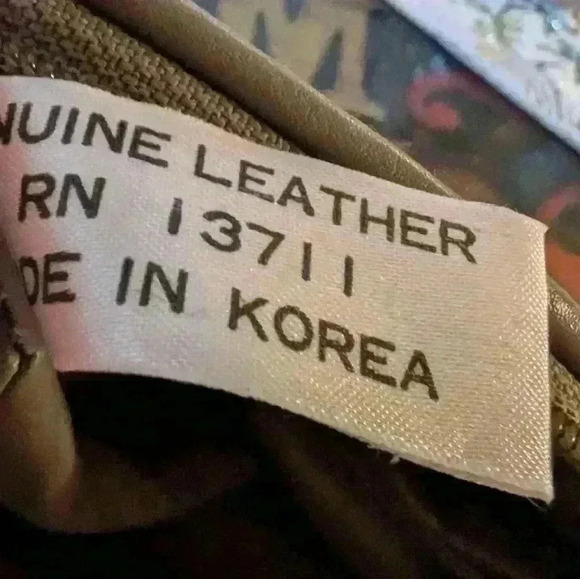 NUINE LEATHER
RN 13711
DE IN KOREA
M